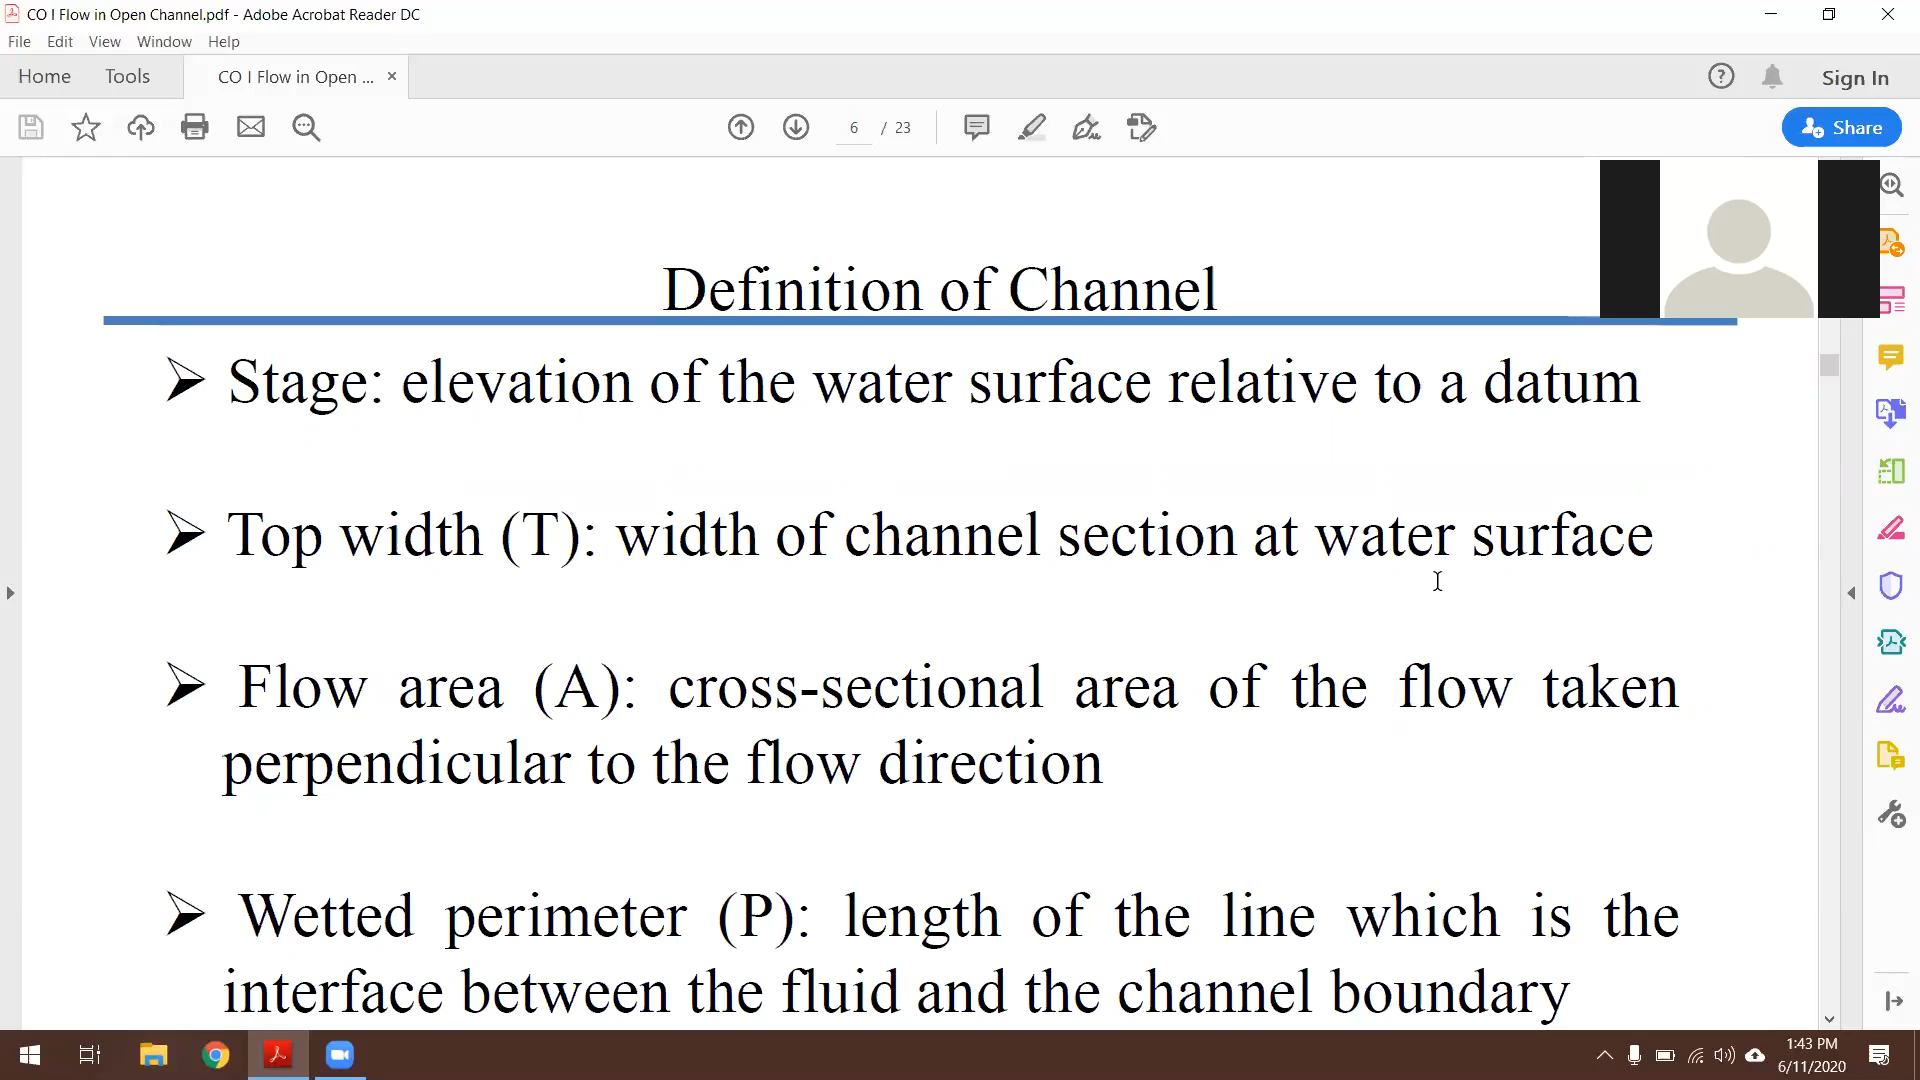 CO I Flow in Open Channel.pdf - Adobe Acrobat Reader DC
File Edit View Window Help
Home Tools CO I Flow in Open ... × Sign In
6 / 23 Share
Definition of Channel
➢ Stage: elevation of the water surface relative to a datum
➢ Top width (T): width of channel section at water surface
➢ Flow area (A): cross-sectional area of the flow taken
perpendicular to the flow direction
➢ Wetted perimeter (P): length of the line which is the
interface between the fluid and the channel boundary
1:43 PM
6/11/2020